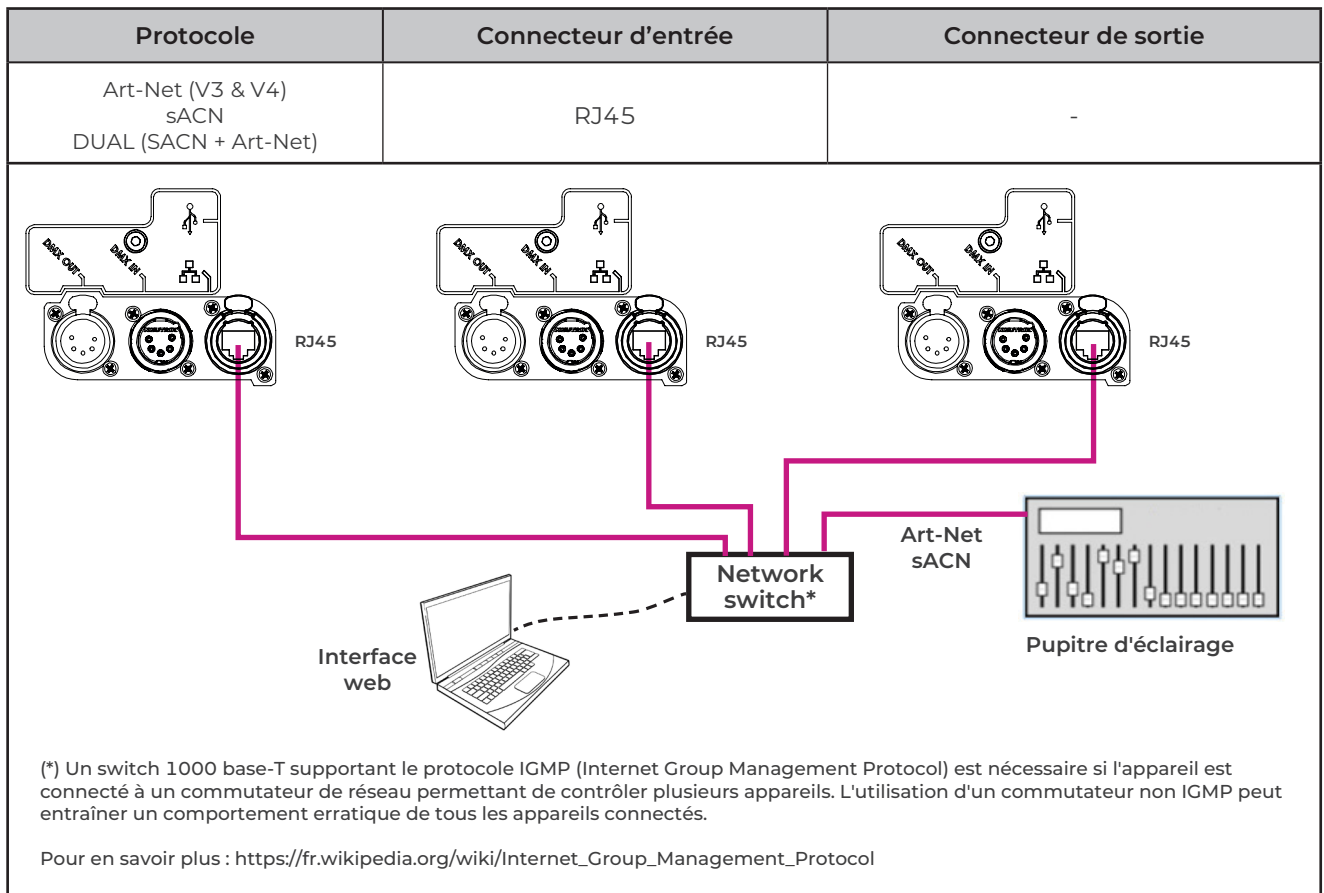 Protocole
Connecteur d'entrée
Connecteur de sortie
Art-Net (V3 & V4)
sACN
DUAL (SACN + Art-Net)
RJ45
-
DMX OUT
DMX IN
RJ45
DMX OUT
DMX IN
RJ45
DMX OUT
DMX IN
RJ45
Art-Net
sACN
Network
switch*
Pupitre d'éclairage
Interface
web
(*) Un switch 1000 base-T supportant le protocole IGMP (Internet Group Management Protocol) est nécessaire si l'appareil est
connecté à un commutateur de réseau permettant de contrôler plusieurs appareils. L'utilisation d'un commutateur non IGMP peut
entraîner un comportement erratique de tous les appareils connectés.
Pour en savoir plus : https://fr.wikipedia.org/wiki/Internet_Group_Management_Protocol